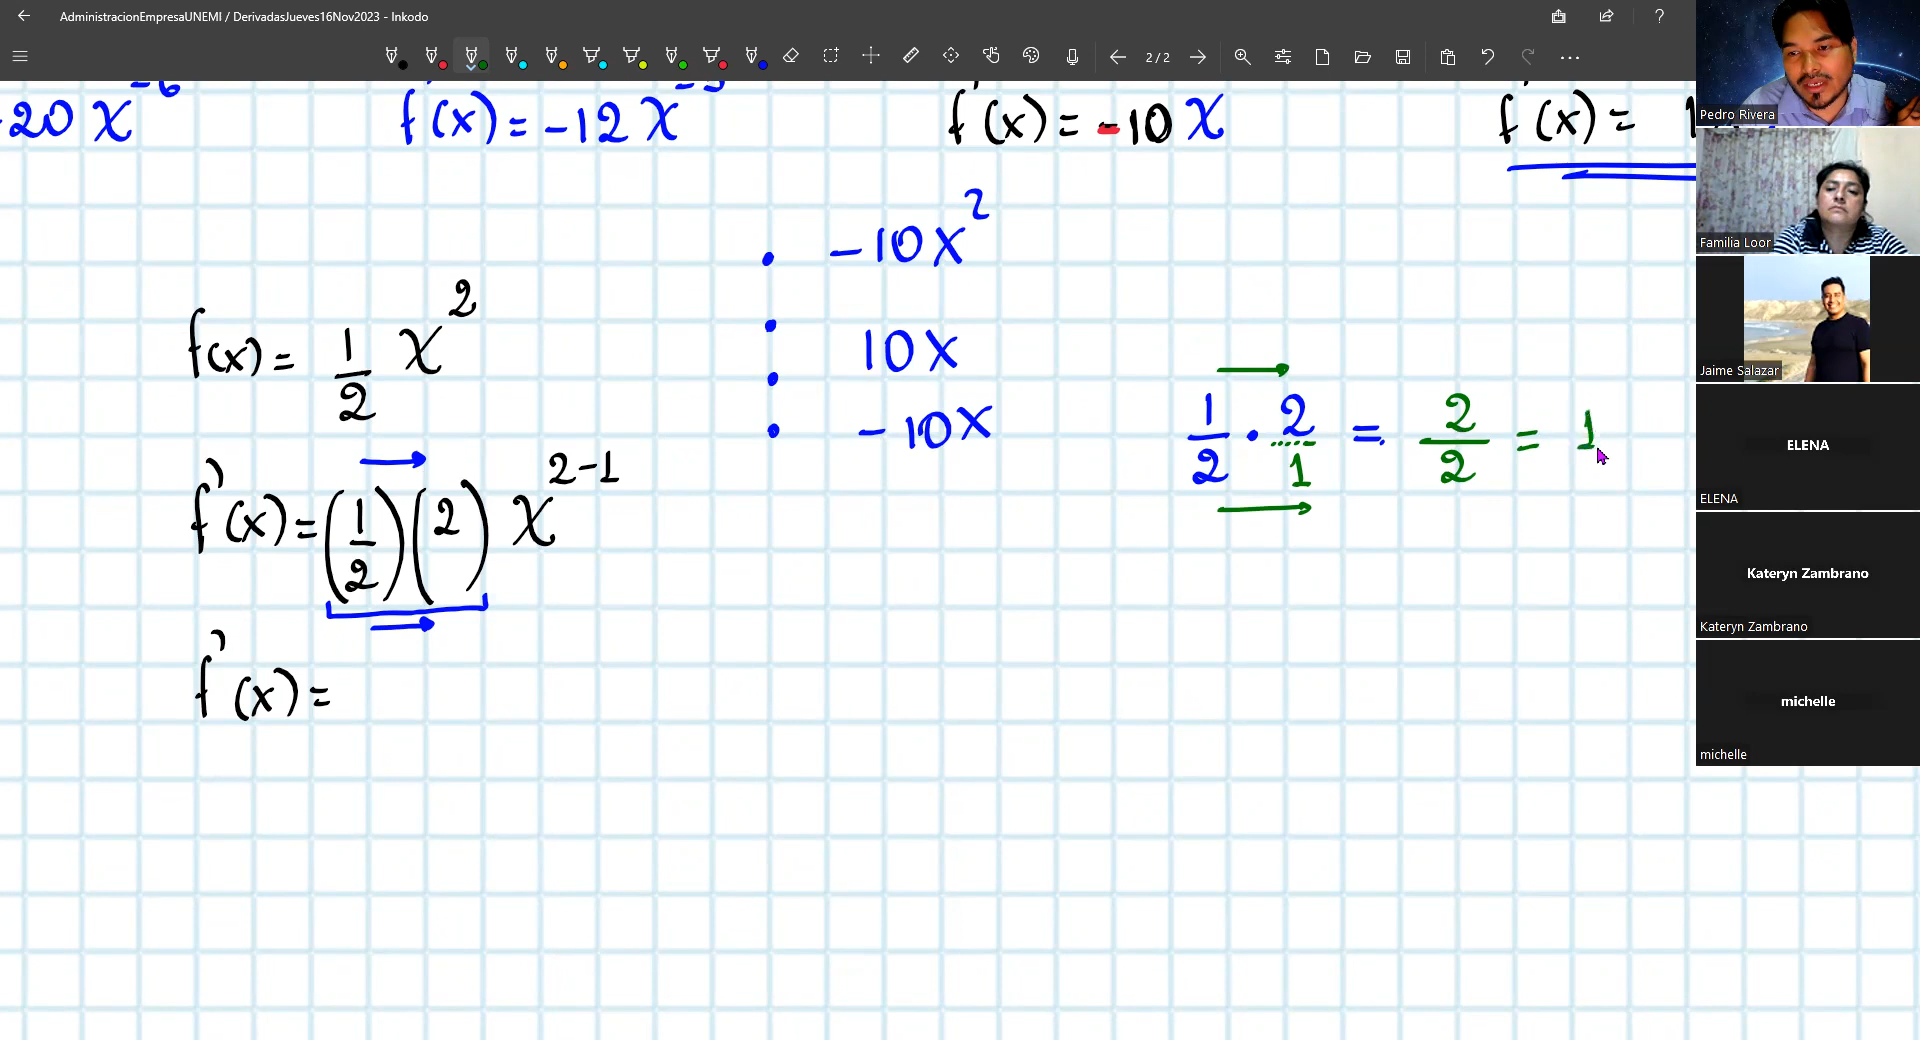 AdministracionEmpresaUNEMI / DerivadasJueves16Nov2023 - Inkodo
2 / 2
Pedro Rivera
20 x⁻⁶
f'(x) = -12 x
f'(x) = -10 x
f'(x) =
Familia Loor
-10x²
f(x) = 1/2 x²
10x
-10x
Jaime Salazar
1/2 · 2/1 = 2/2 = 1
f'(x) = (1/2)(2) x²⁻¹
ELENA
ELENA
f'(x) =
Kateryn Zambrano
Kateryn Zambrano
michelle
michelle